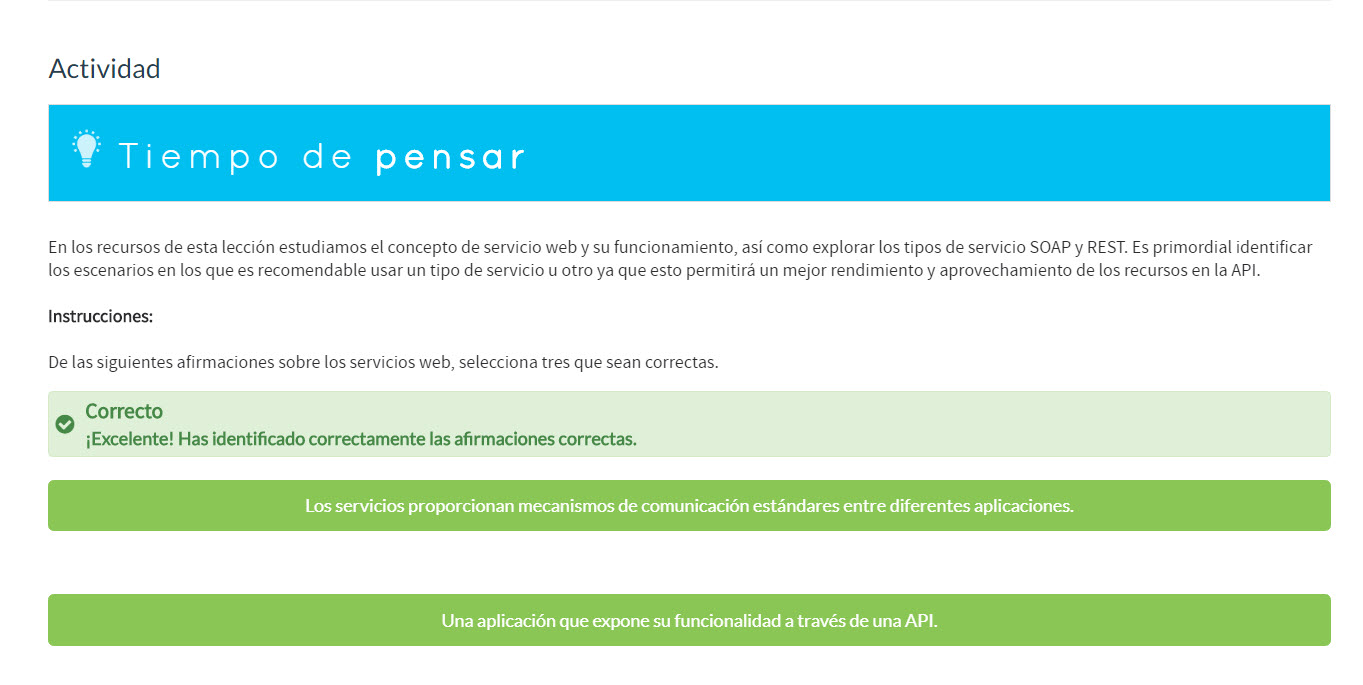 Actividad
Tiempo de pensar
En los recursos de esta lección estudiamos el concepto de servicio web y su funcionamiento, así como explorar los tipos de servicio SOAP y REST. Es primordial identificar
los escenarios en los que es recomendable usar un tipo de servicio u otro ya que esto permitirá un mejor rendimiento y aprovechamiento de los recursos en la API.
Instrucciones:
De las siguientes afirmaciones sobre los servicios web, selecciona tres que sean correctas.
Correcto
¡Excelente! Has identificado correctamente las afirmaciones correctas.
Los servicios proporcionan mecanismos de comunicación estándares entre diferentes aplicaciones.
Una aplicación que expone su funcionalidad a través de una API.